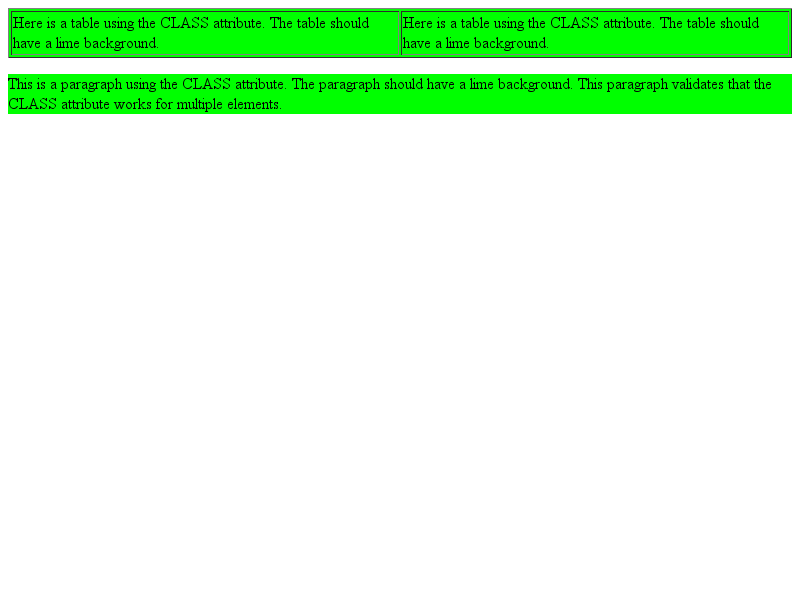 Here is a table using the CLASS attribute. The table should
have a lime background.
Here is a table using the CLASS attribute. The table should
have a lime background.
This is a paragraph using the CLASS attribute. The paragraph should have a lime background. This paragraph validates that the
CLASS attribute works for multiple elements.